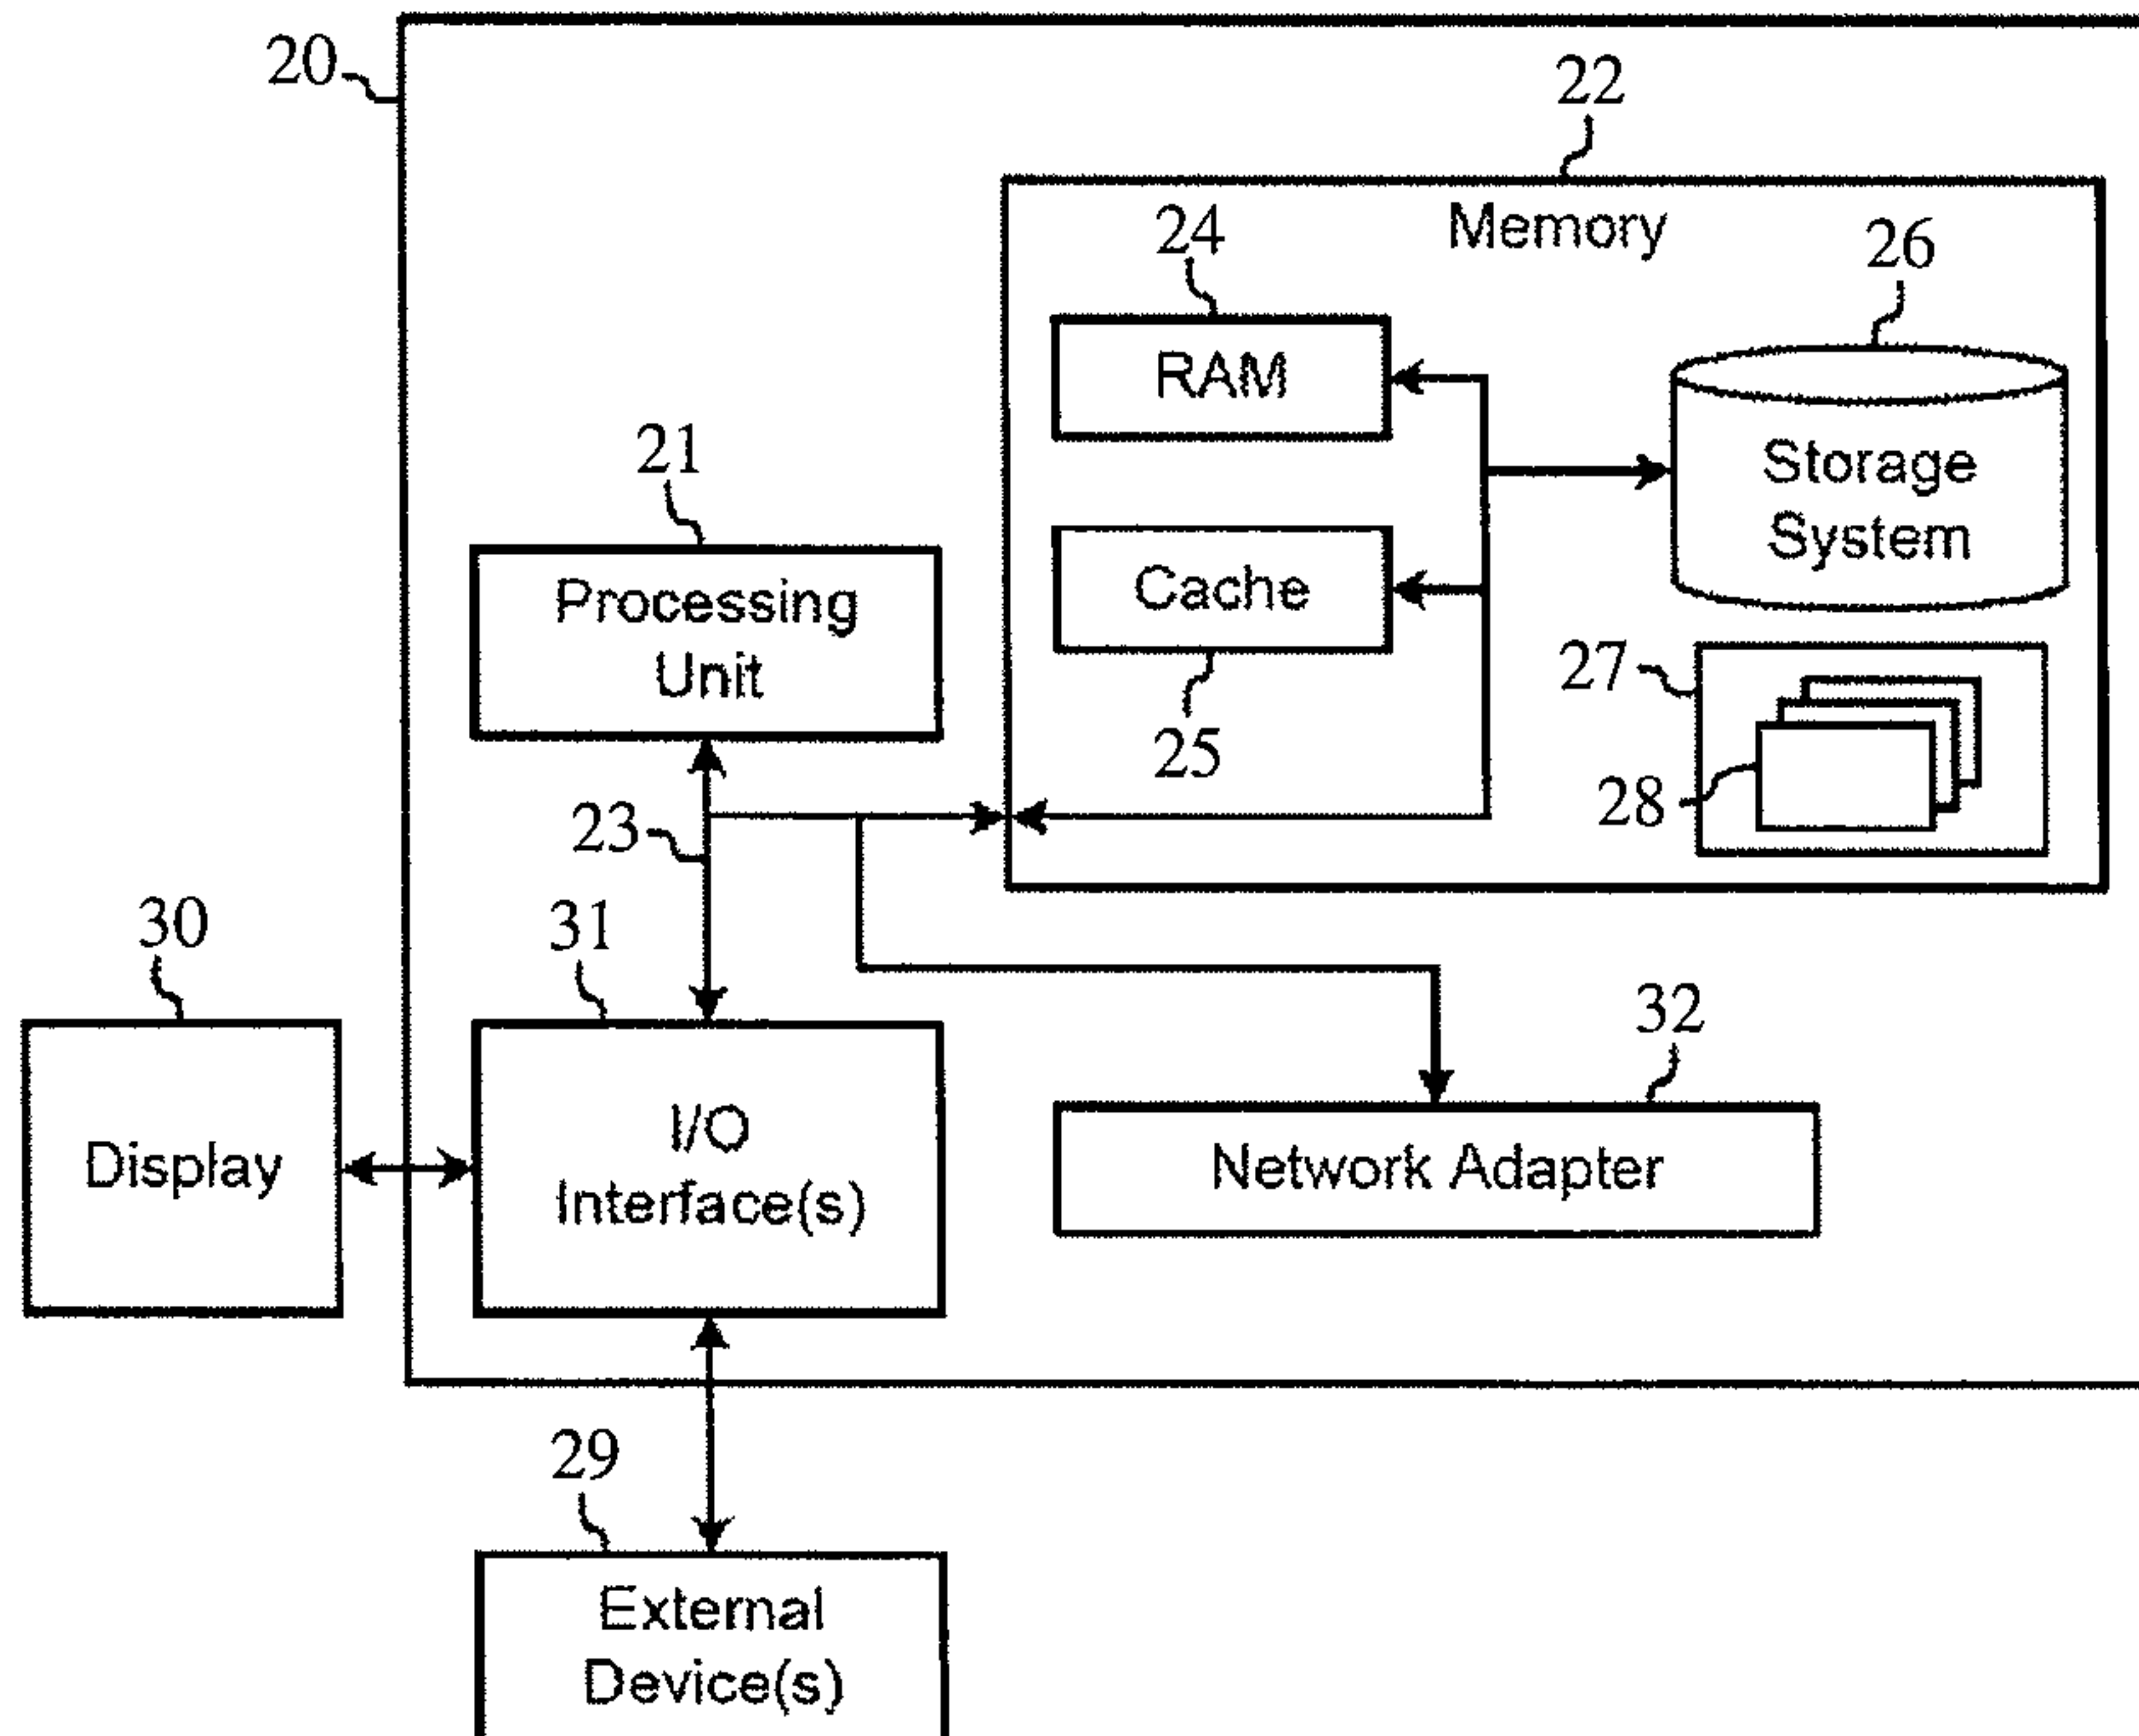 20
22
Memory
24
26
RAM
Storage
System
21
Processing
Unit
Cache
25
27
28
23
30
31
32
Display
I/O
Interface(s)
Network Adapter
29
External
Device(s)